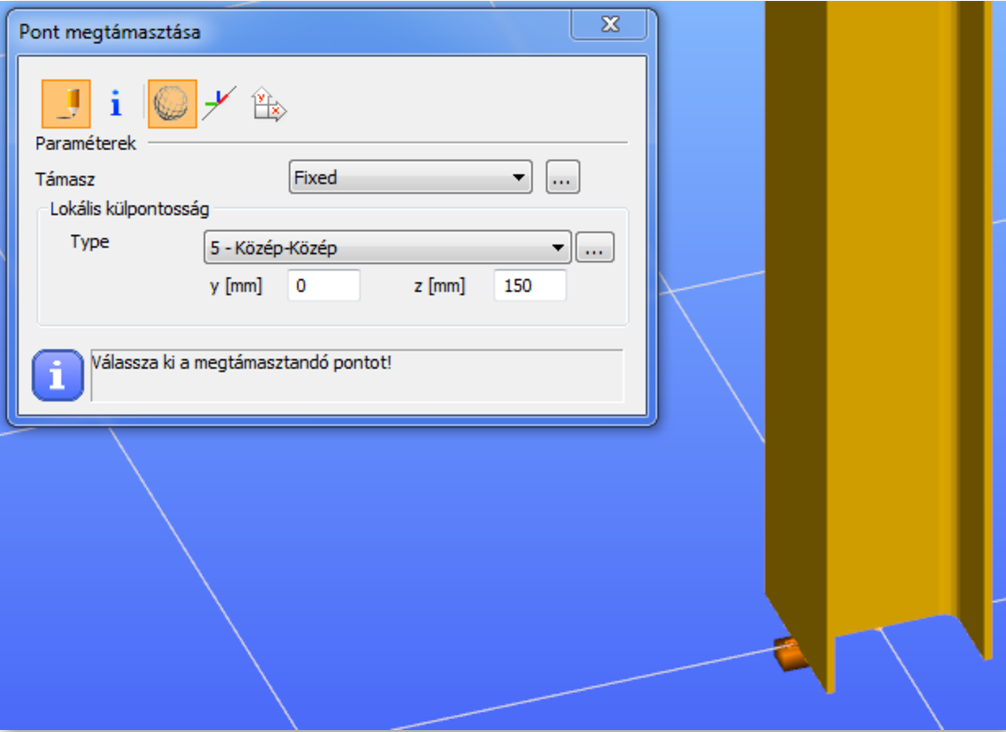 Pont megtámasztása
Paraméterek
Támasz Fixed ...
Lokális külpontosság
Type 5 - Közép-Közép ...
y [mm] 0 z [mm] 150
Válassza ki a megtámasztandó pontot!